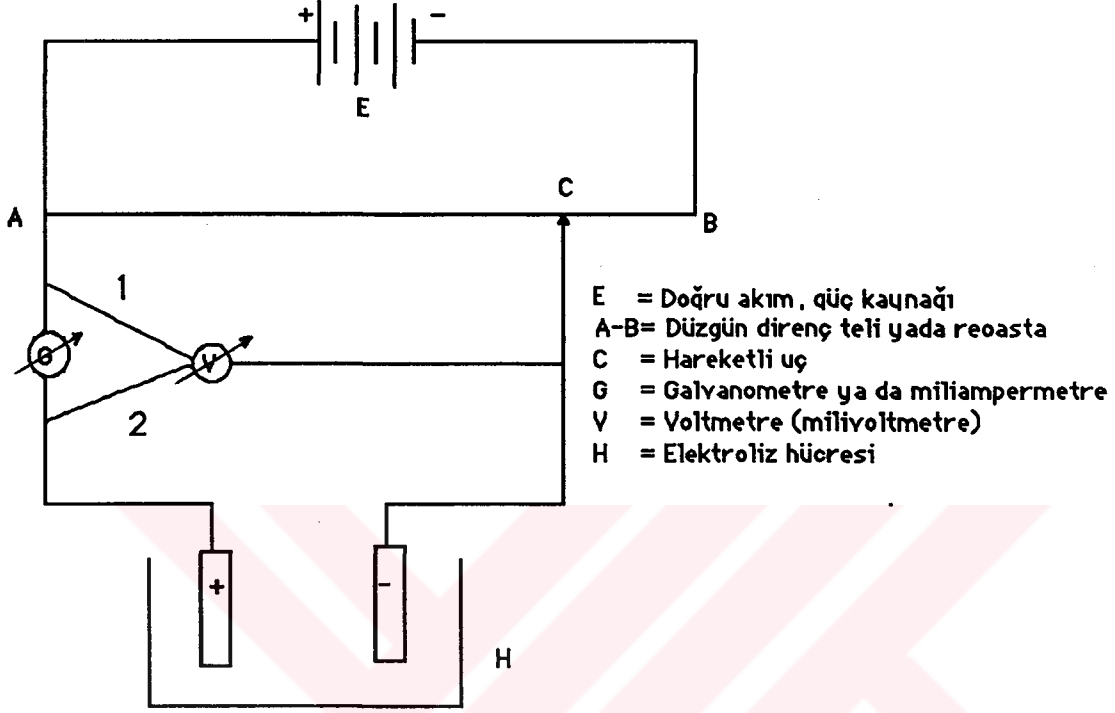 + −
E
C
A
B
1
G
V
2
E = Doğru akım, qüç kaynağı
A-B= Düzgün direnç teli yada reoasta
C = Hareketli uç
G = Galvanometre ya da miliampermetre
V = Voltmetre (milivoltmetre)
H = Elektroliz hücresi
+ −
H